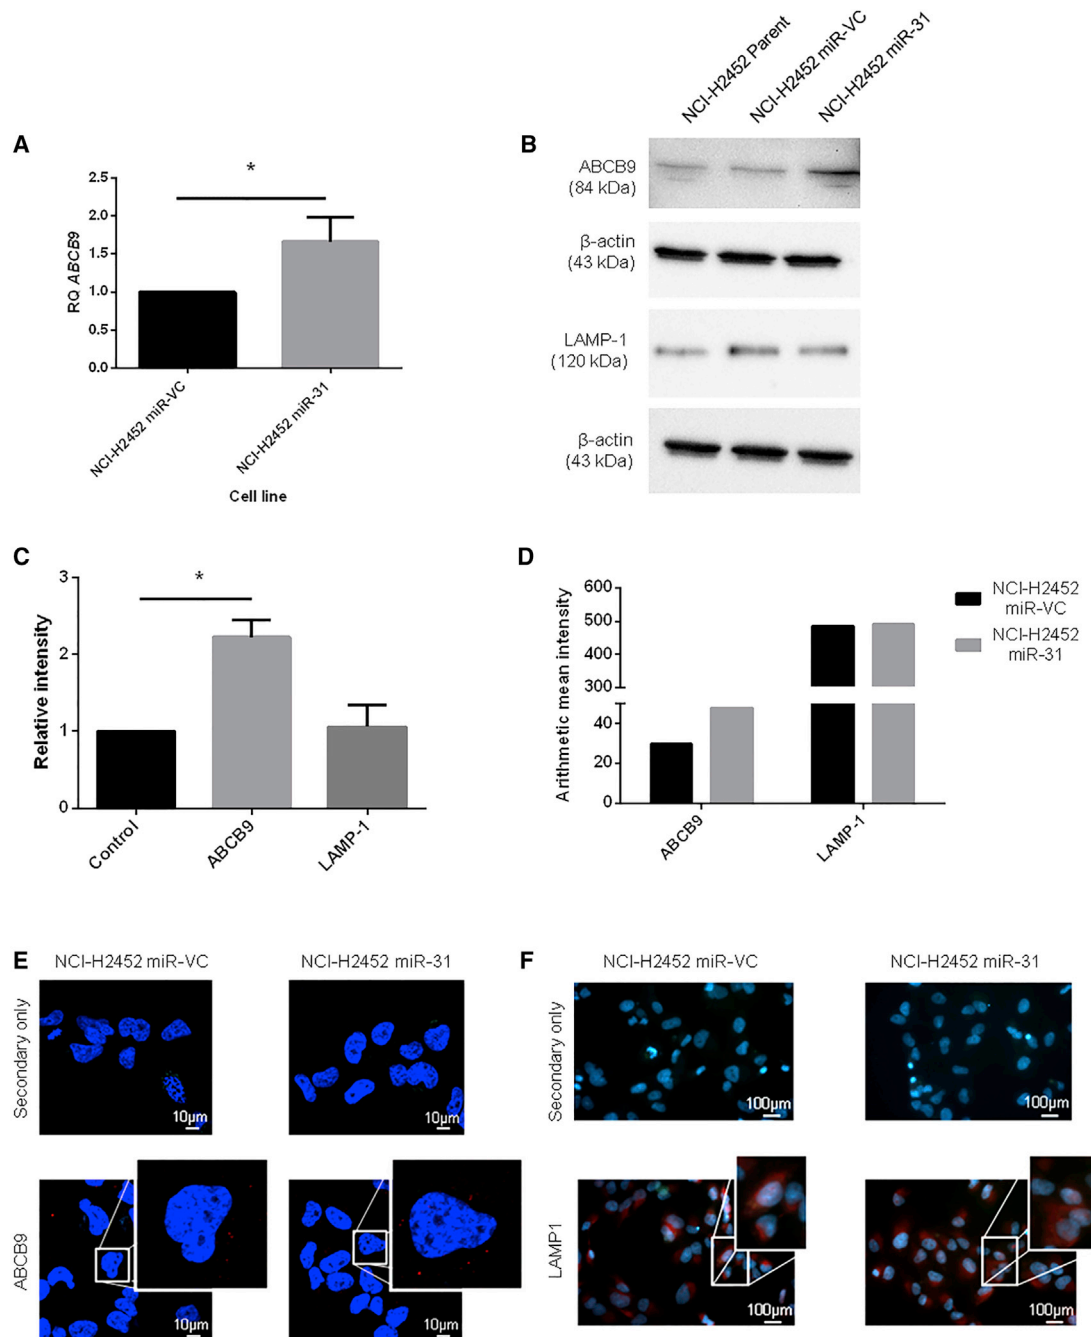 A
*
2.5
2.0
1.5
1.0
0.5
0.0
RQ ABCB9
NCI-H2452 miR-VC
NCI-H2452 miR-31
Cell line
B
NCI-H2452 Parent
NCI-H2452 miR-VC
NCI-H2452 miR-31
ABCB9
(84 kDa)
β-actin
(43 kDa)
LAMP-1
(120 kDa)
β-actin
(43 kDa)
C
*
3
2
1
0
Relative intensity
Control
ABCB9
LAMP-1
D
600
500
400
300
40
20
0
Arithmetic mean intensity
ABCB9
LAMP-1
NCI-H2452
miR-VC
NCI-H2452
miR-31
E
NCI-H2452 miR-VC
NCI-H2452 miR-31
Secondary only
10µm
10µm
ABCB9
10µm
10µm
F
NCI-H2452 miR-VC
NCI-H2452 miR-31
Secondary only
100µm
100µm
LAMP1
100µm
100µm